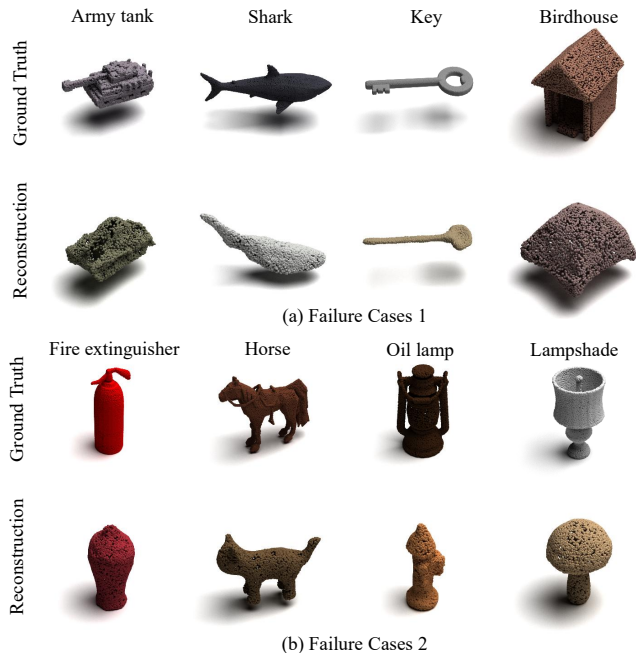 Army tank Shark Key Birdhouse
Ground Truth
Reconstruction
(a) Failure Cases 1
Fire extinguisher Horse Oil lamp Lampshade
Ground Truth
Reconstruction
(b) Failure Cases 2